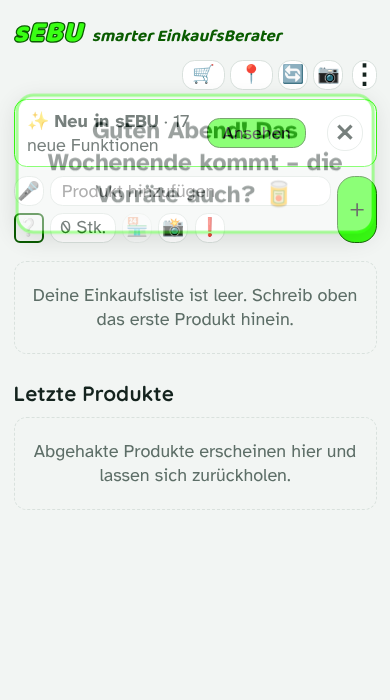 sEBU smarter EinkaufsBerater
✨ Neu in sEBU · 17
neue Funktionen
Ansehen
Guten Abend! Das
Wochenende kommt – die
Vorräte auch? 🥫
Produkt hinzufügen
+
0 Stk.
Deine Einkaufsliste ist leer. Schreib oben
das erste Produkt hinein.
Letzte Produkte
Abgehakte Produkte erscheinen hier und
lassen sich zurückholen.